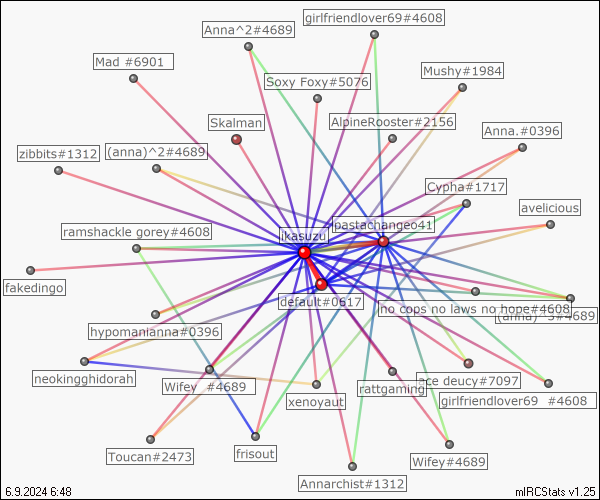 girlfriendlover69#4608
Anna^2#4689
Mad #6901
Mushy#1984
Soxy Foxy#5076
Skalman
AlpineRooster#2156
Anna.#0396
zibbits#1312
(anna)^2#4689
Cypha#1717
avelicious
ramshackle gorey#4608
jkasuzu
pastachangeo41
fakedingo
default#0617
no cops no laws no hope#4608
(anna)^3#4689
hypomanianna#0396
neokingghidorah
Wifey #4689
xenoyaut
rattgaming
ace deucy#7097
girlfriendlover69 #4608
Toucan#2473
frisout
Annarchist#1312
Wifey#4689
6.9.2024 6:48
mIRCStats v1.25